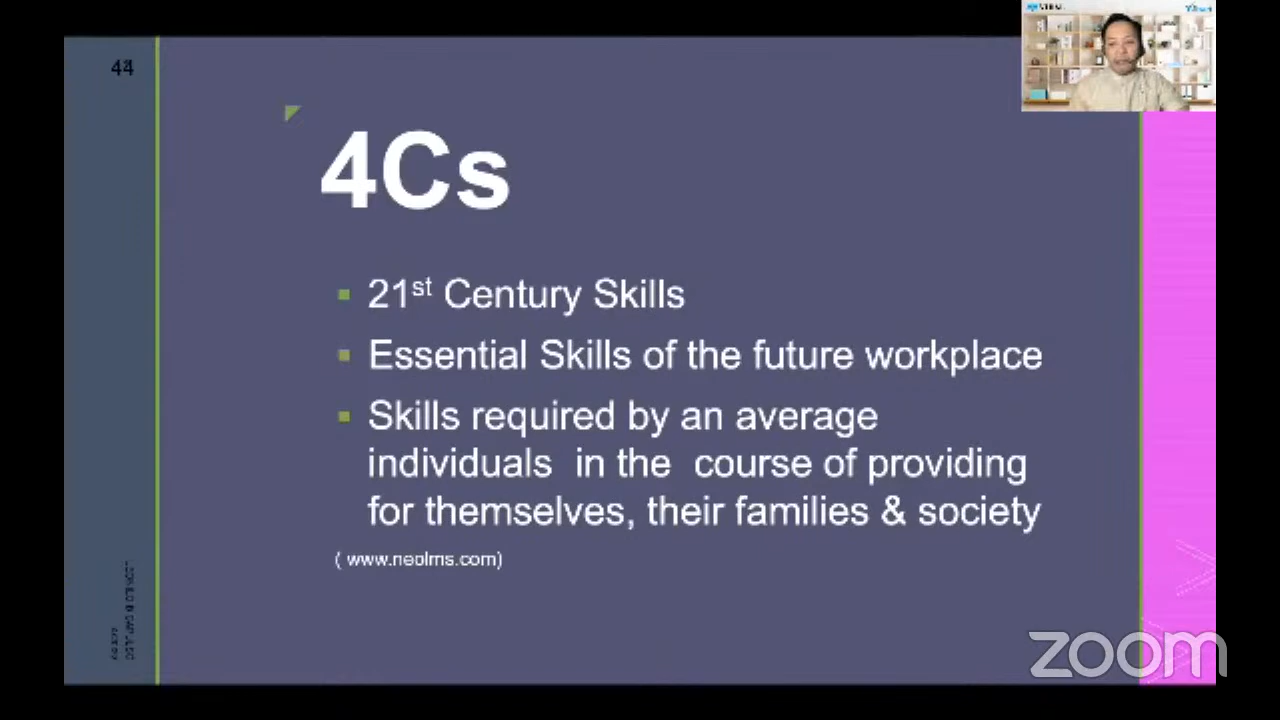 44
4Cs
21st Century Skills
Essential Skills of the future workplace
Skills required by an average
individuals in the course of providing
for themselves, their families & society
( www.neolms.com)
zoom